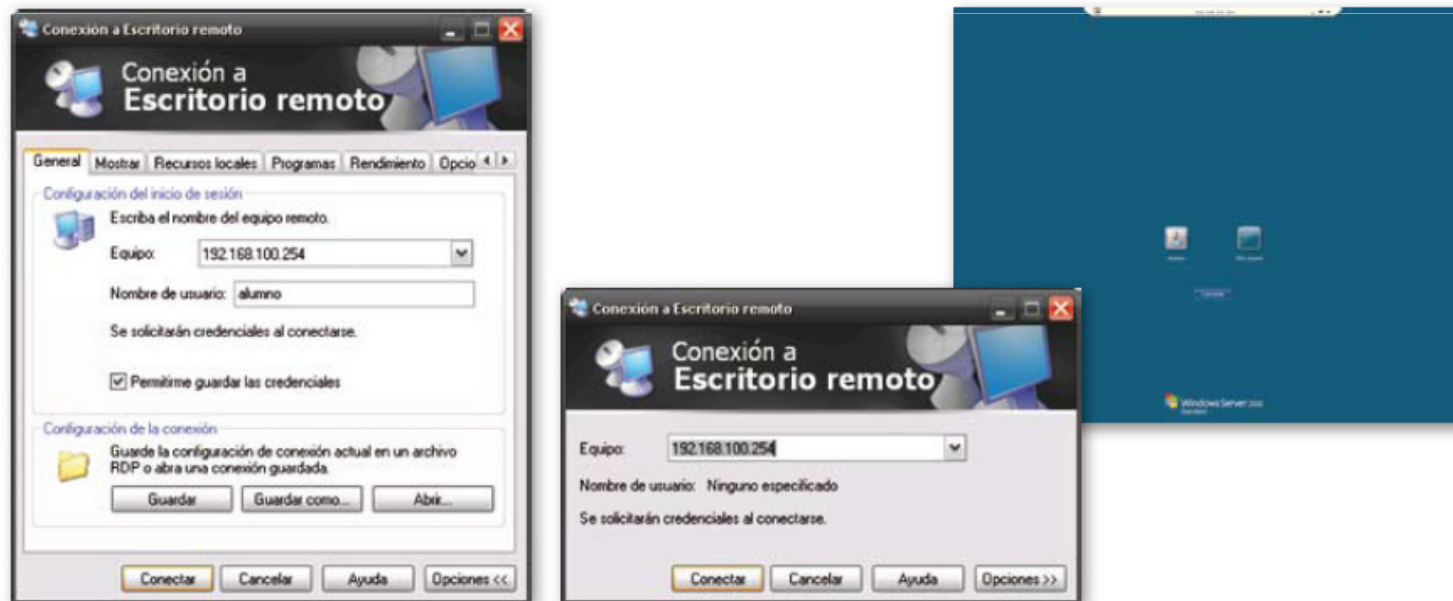 Conexión a Escritorio remoto
Conexión a
Escritorio remoto
General Mostrar Recursos locales Programas Rendimiento Opcio
Configuración del inicio de sesión
Escriba el nombre del equipo remoto.
Equipo: 192.168.100.254
Nombre de usuario: alumno
Se solicitarán credenciales al conectarse.
Permitirme guardar las credenciales
Configuración de la conexión
Guarde la configuración de conexión actual en un archivo
RDP o abra una conexión guardada.
Guardar Guardar como... Abrir...
Conectar Cancelar Ayuda Opciones <<
Conexión a Escritorio remoto
Conexión a
Escritorio remoto
Equipo: 192.168.100.254
Nombre de usuario: Ninguno especificado
Se solicitarán credenciales al conectarse.
Conectar Cancelar Ayuda Opciones >>
Windows Server